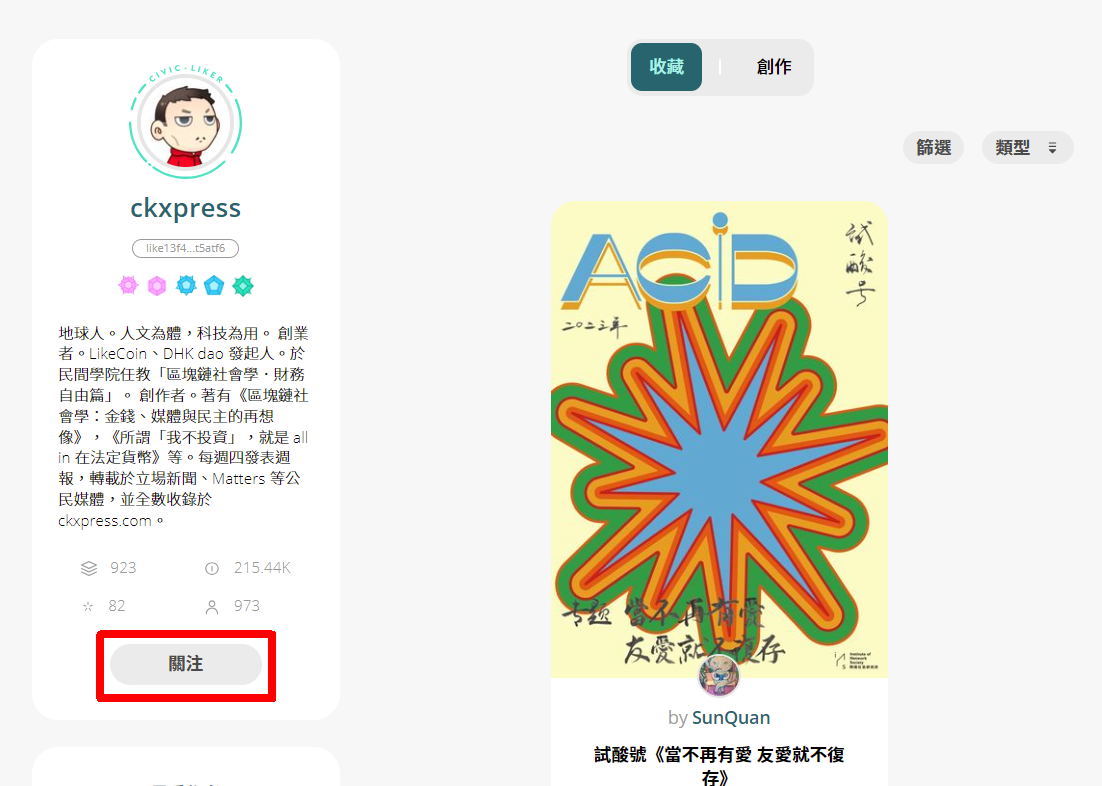 CIVIC · LIKER
ckxpress
like13f4...t5atf6
地球人。人文為體，科技為用。 創業
者。LikeCoin、DHK dao 發起人。於
民間學院任教「區塊鏈社會學．財務
自由篇」。 創作者。著有《區塊鏈社
會學：金錢、媒體與民主的再想
像》，《所謂「我不投資」，就是 all
in 在法定貨幣》等。每週四發表週
報，轉載於立場新聞、Matters 等公
民媒體，並全數收錄於
ckxpress.com。
923
215.44K
82
973
關注
收藏
創作
篩選
類型
ACiD
試酸号
二〇二三年
专题 當不再有愛
友愛就不復存
Institute of
Network
Society
by SunQuan
試酸號《當不再有愛 友愛就不復
存》